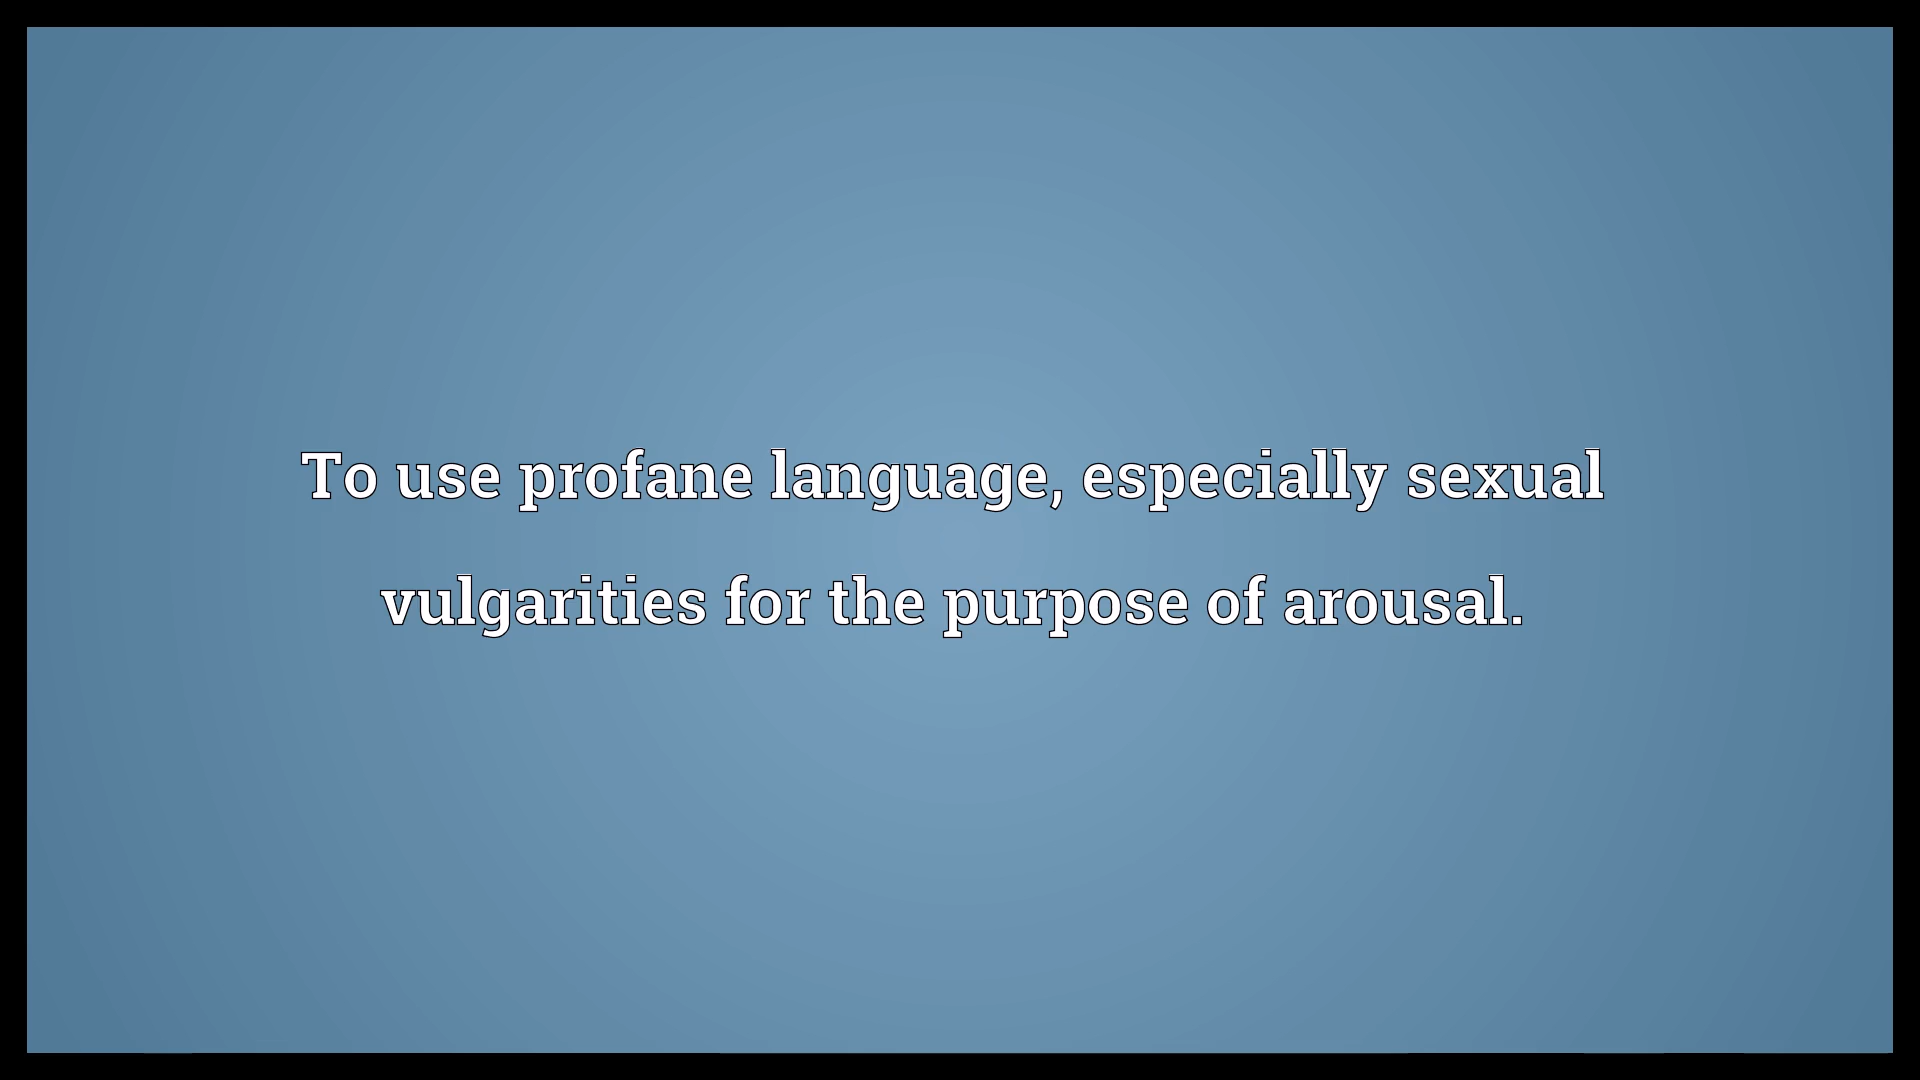 To use profane language, especially sexual
vulgarities for the purpose of arousal.